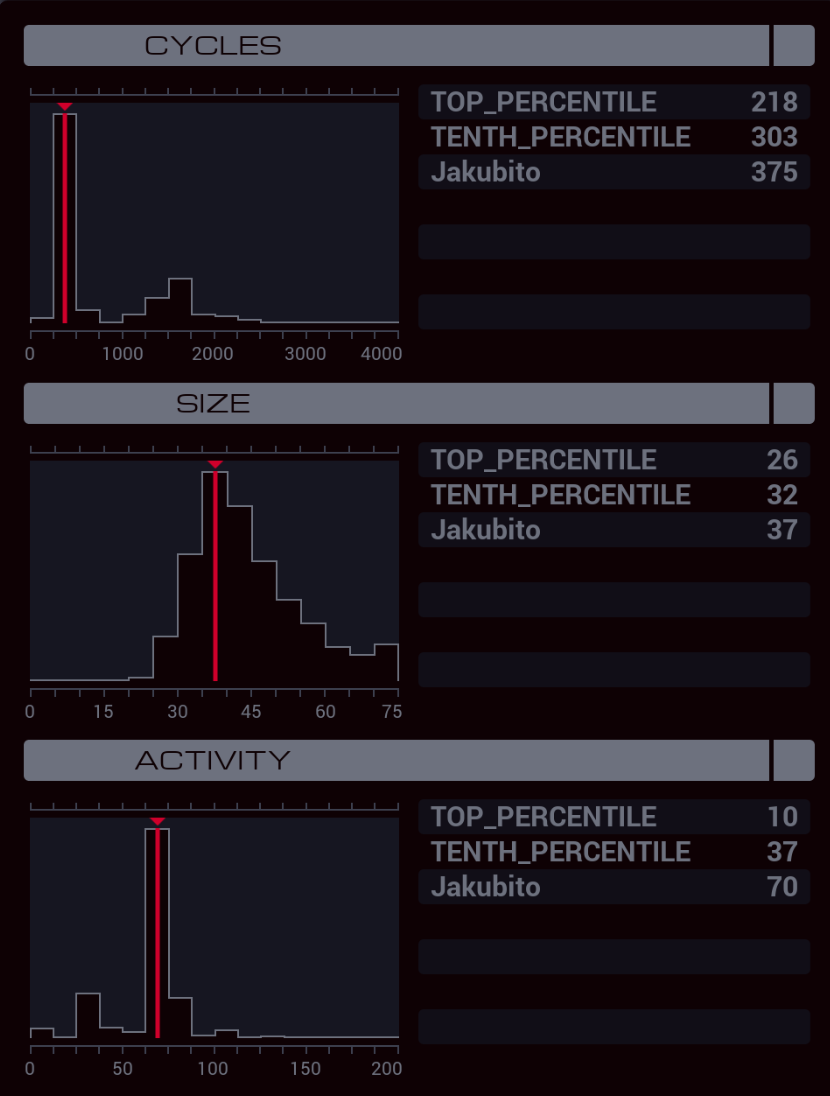 CYCLES
TOP_PERCENTILE 218
TENTH_PERCENTILE 303
Jakubito 375
0 1000 2000 3000 4000
SIZE
TOP_PERCENTILE 26
TENTH_PERCENTILE 32
Jakubito 37
0 15 30 45 60 75
ACTIVITY
TOP_PERCENTILE 10
TENTH_PERCENTILE 37
Jakubito 70
0 50 100 150 200